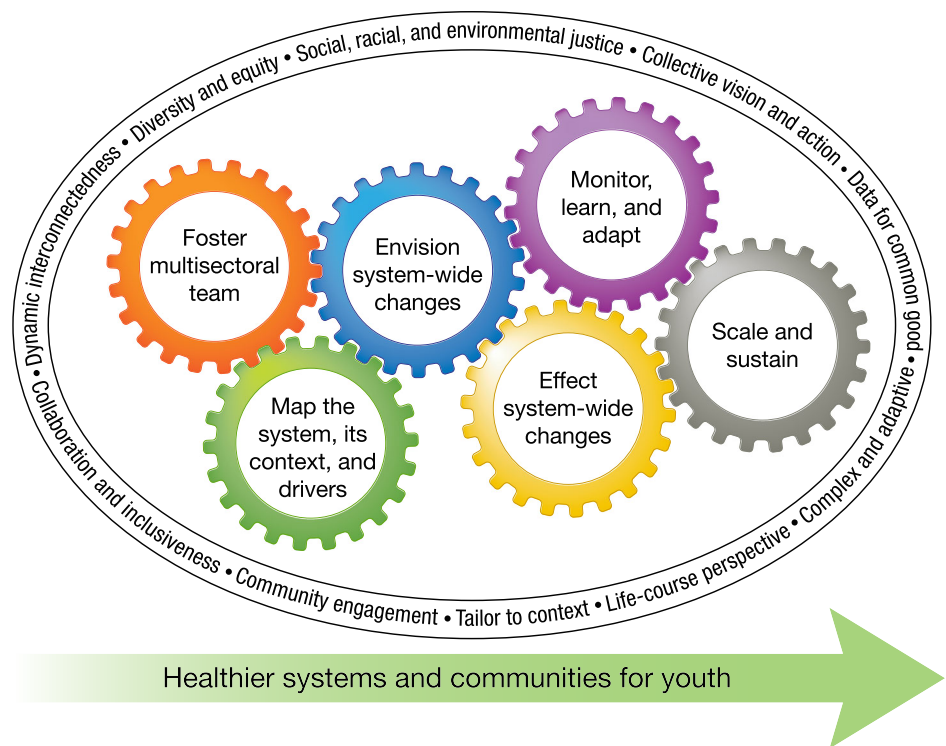 • Dynamic interconnectedness • Diversity and equity • Social, racial, and environmental justice • Collective vision and action • Data for common good •
Collaboration and inclusiveness • Community engagement • Tailor to context • Life-course perspective • Complex and adaptive
Foster
multisectoral
team
Map the
system, its
context, and
drivers
Envision
system-wide
changes
Effect
system-wide
changes
Monitor,
learn, and
adapt
Scale and
sustain
Healthier systems and communities for youth